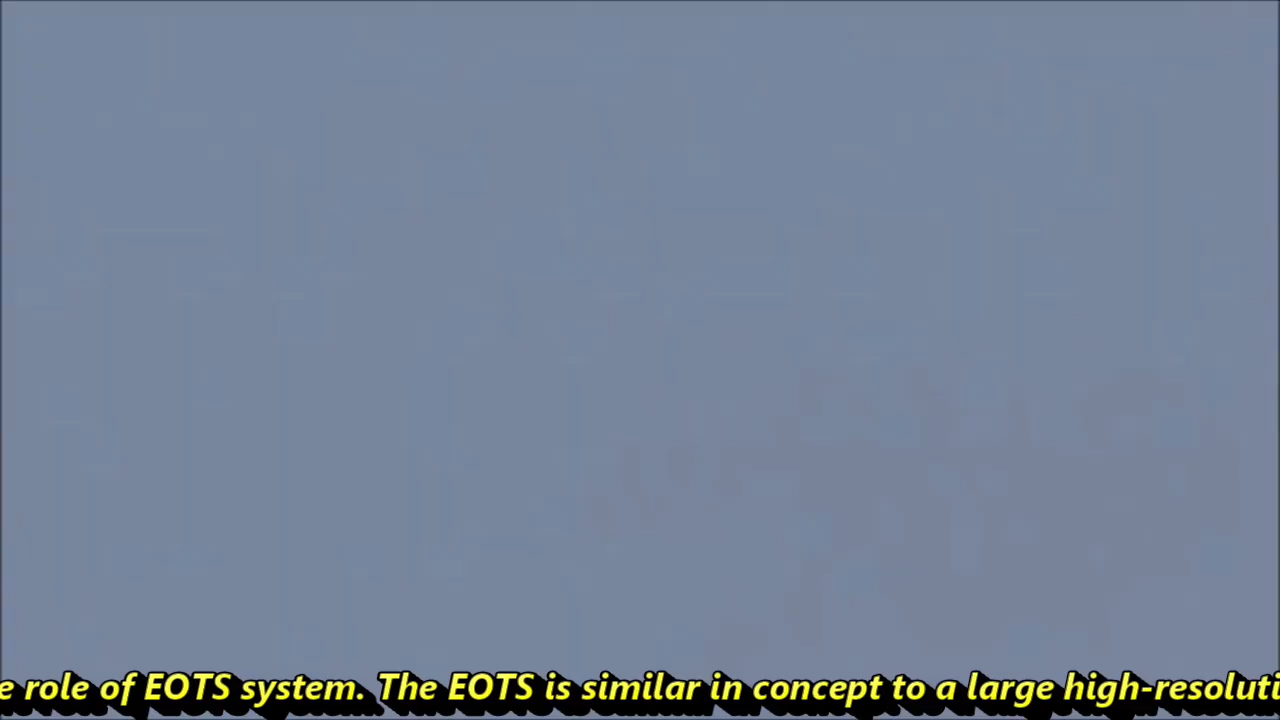 e role of EOTS system. The EOTS is similar in concept to a large high-resoluti